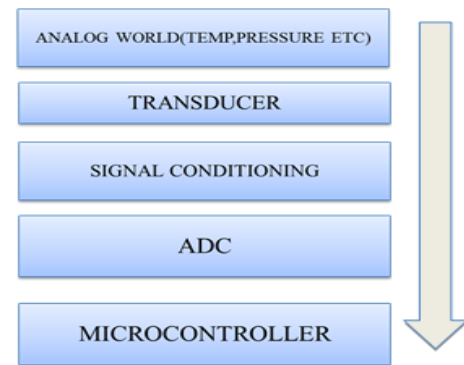 ANALOG WORLD(TEMP,PRESSURE ETC)
TRANSDUCER
SIGNAL CONDITIONING
ADC
MICROCONTROLLER